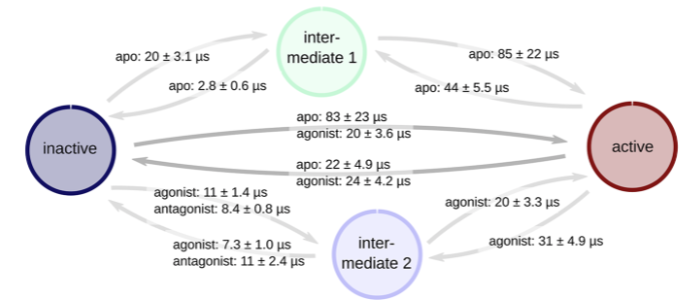 inter-
mediate 1
apo: 20 ± 3.1 µs
apo: 85 ± 22 µs
apo: 2.8 ± 0.6 µs
apo: 44 ± 5.5 µs
inactive
apo: 83 ± 23 µs
agonist: 20 ± 3.6 µs
active
apo: 22 ± 4.9 µs
agonist: 24 ± 4.2 µs
agonist: 11 ± 1.4 µs
antagonist: 8.4 ± 0.8 µs
agonist: 20 ± 3.3 µs
agonist: 7.3 ± 1.0 µs
antagonist: 11 ± 2.4 µs
inter-
mediate 2
agonist: 31 ± 4.9 µs